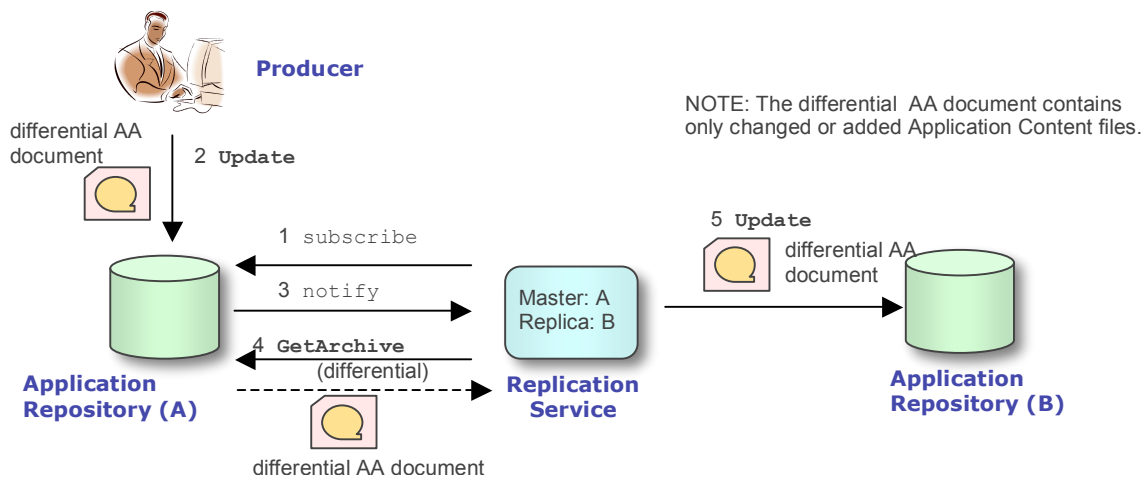 Producer
NOTE: The differential AA document contains
only changed or added Application Content files.
differential AA
document
2 Update
1 subscribe
3 notify
4 GetArchive
(differential)
differential AA document
Application
Repository (A)
Master: A
Replica: B
Replication
Service
5 Update
differential AA
document
Application
Repository (B)